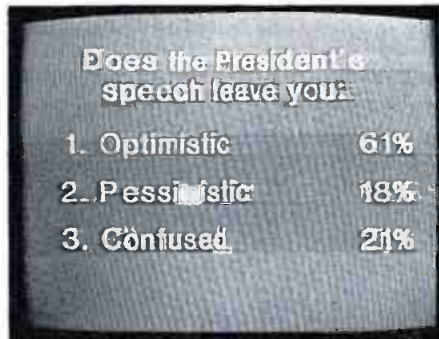 Does the President's
speech leave you:
1. Optimistic 61%
2. Pessimistic 18%
3. Confused 21%